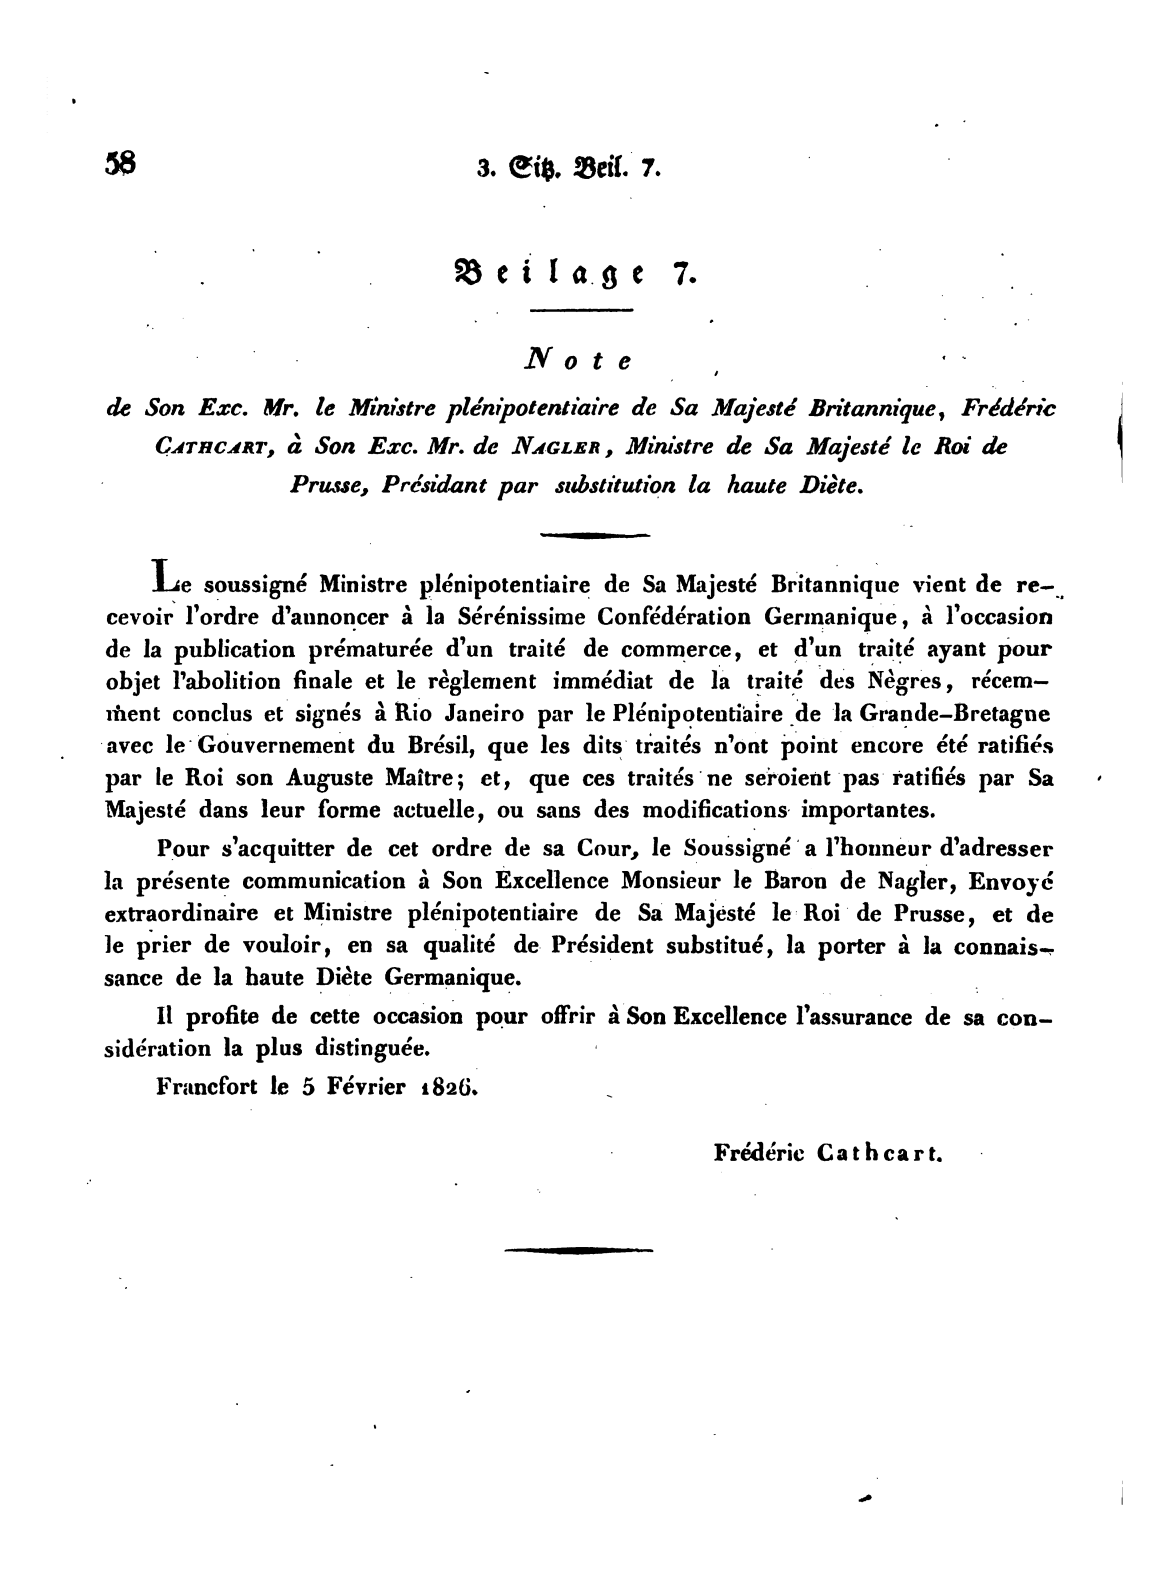 58
3. Sitz. Beil. 7.
Beilage 7.
Note
de Son Exc. Mr. le Ministre plénipotentiaire de Sa Majesté Britannique, Frédéric
CATHCART, à Son Exc. Mr. de NAGLER, Ministre de Sa Majesté le Roi de
Prusse, Présidant par substitution la haute Diète.
Le soussigné Ministre plénipotentiaire de Sa Majesté Britannique vient de re-
cevoir l'ordre d'annoncer à la Sérénissime Confédération Germanique, à l'occasion
de la publication prématurée d'un traité de commerce, et d'un traité ayant pour
objet l'abolition finale et le règlement immédiat de la traité des Nègres, récem-
ment conclus et signés à Rio Janeiro par le Plénipotentiaire de la Grande-Bretagne
avec le Gouvernement du Brésil, que les dits traités n'ont point encore été ratifiés
par le Roi son Auguste Maître; et, que ces traités ne seroient pas ratifiés par Sa
Majesté dans leur forme actuelle, ou sans des modifications importantes.
Pour s'acquitter de cet ordre de sa Cour, le Soussigné a l'honneur d'adresser
la présente communication à Son Excellence Monsieur le Baron de Nagler, Envoyé
extraordinaire et Ministre plénipotentiaire de Sa Majesté le Roi de Prusse, et de
le prier de vouloir, en sa qualité de Président substitué, la porter à la connais-
sance de la haute Diète Germanique.
Il profite de cette occasion pour offrir à Son Excellence l'assurance de sa con-
sidération la plus distinguée.
Francfort le 5 Février 1826.
Frédéric Cathcart.